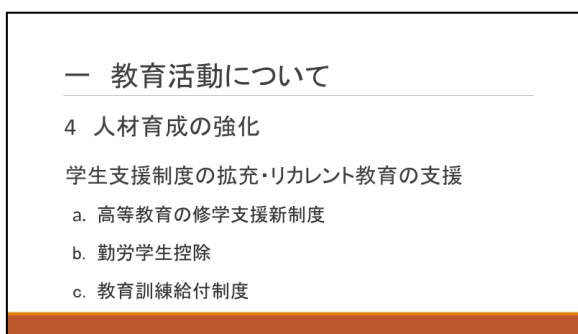 一 教育活動について
4 人材育成の強化
学生支援制度の拡充・リカレント教育の支援
a. 高等教育の修学支援新制度
b. 勤労学生控除
c. 教育訓練給付制度